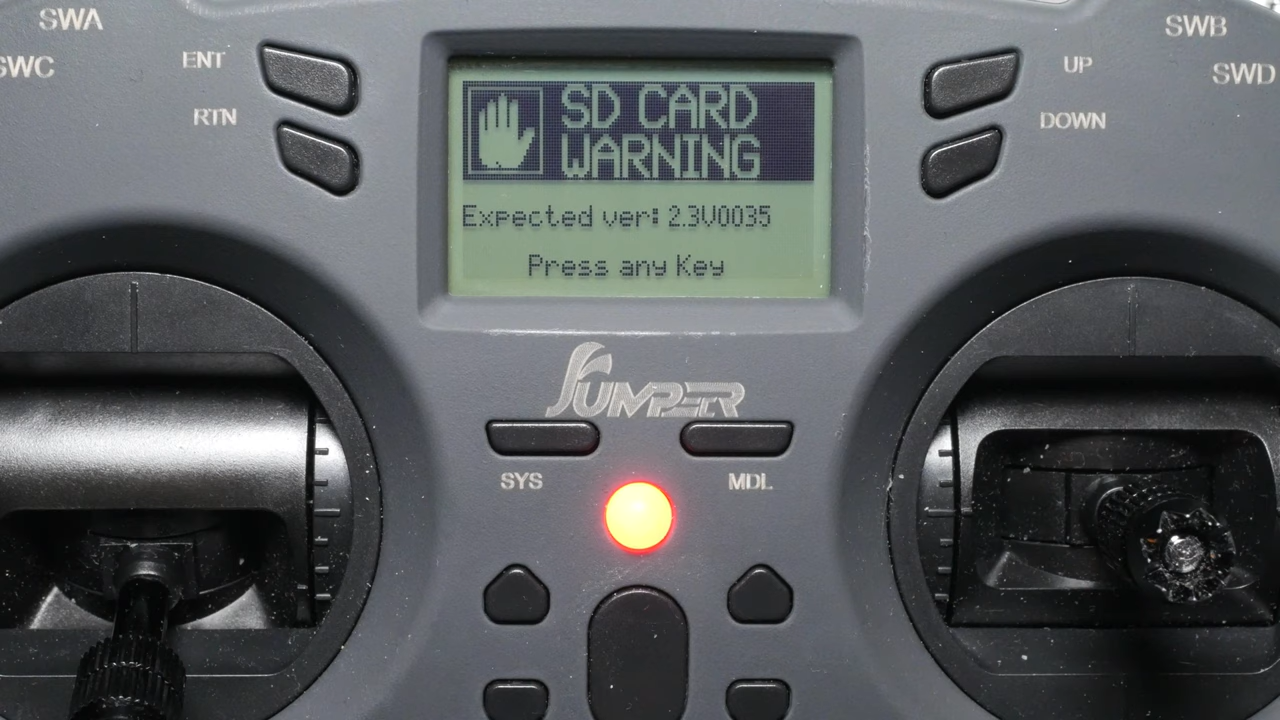 SWA
SWC
ENT
RTN
SD CARD
WARNING
Expected ver: 2.3V0035
Press any Key
UP
DOWN
SWB
SWD
JUMPER
SYS
MDL